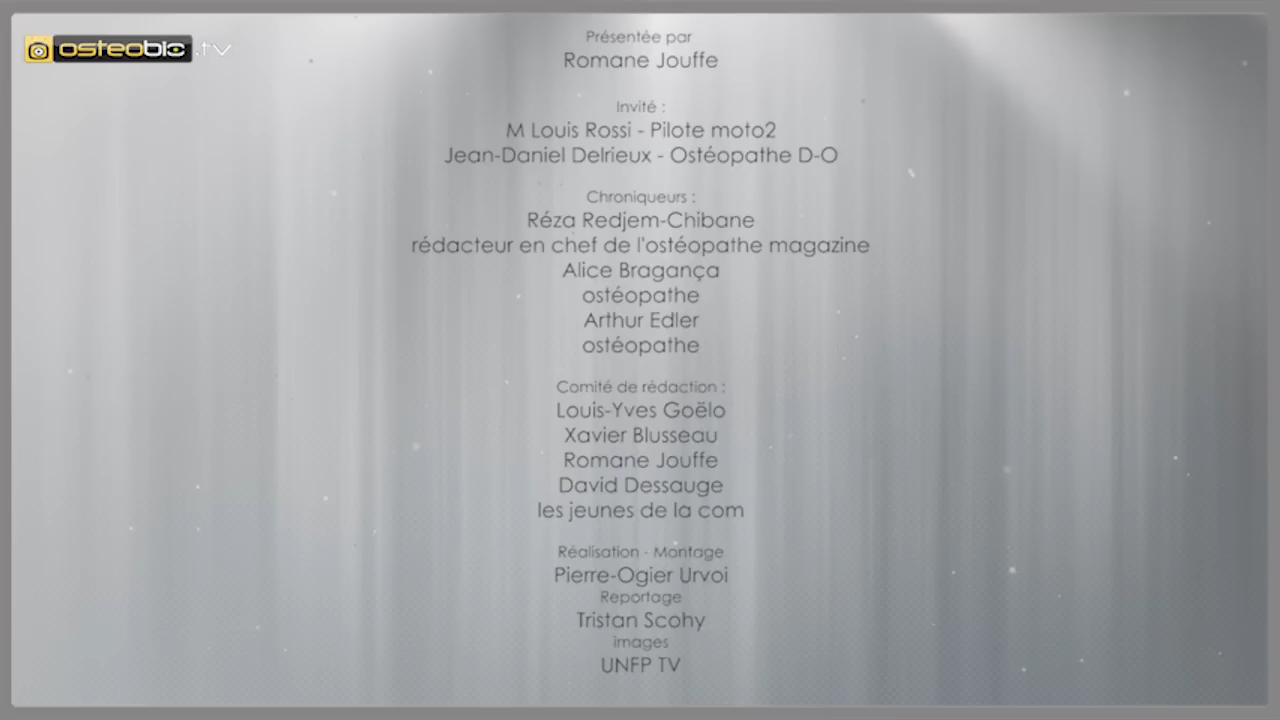 osteobio.tv
Présentée par
Romane Jouffe
Invité :
M Louis Rossi - Pilote moto2
Jean-Daniel Delrieux - Ostéopathe D-O
Chroniqueurs :
Réza Redjem-Chibane
rédacteur en chef de l'ostéopathe magazine
Alice Bragança
ostéopathe
Arthur Edler
ostéopathe
Comité de rédaction :
Louis-Yves Goëlo
Xavier Blusseau
Romane Jouffe
David Dessauge
les jeunes de la com
Réalisation - Montage
Pierre-Ogier Urvoi
Reportage
Tristan Scohy
images
UNFP TV